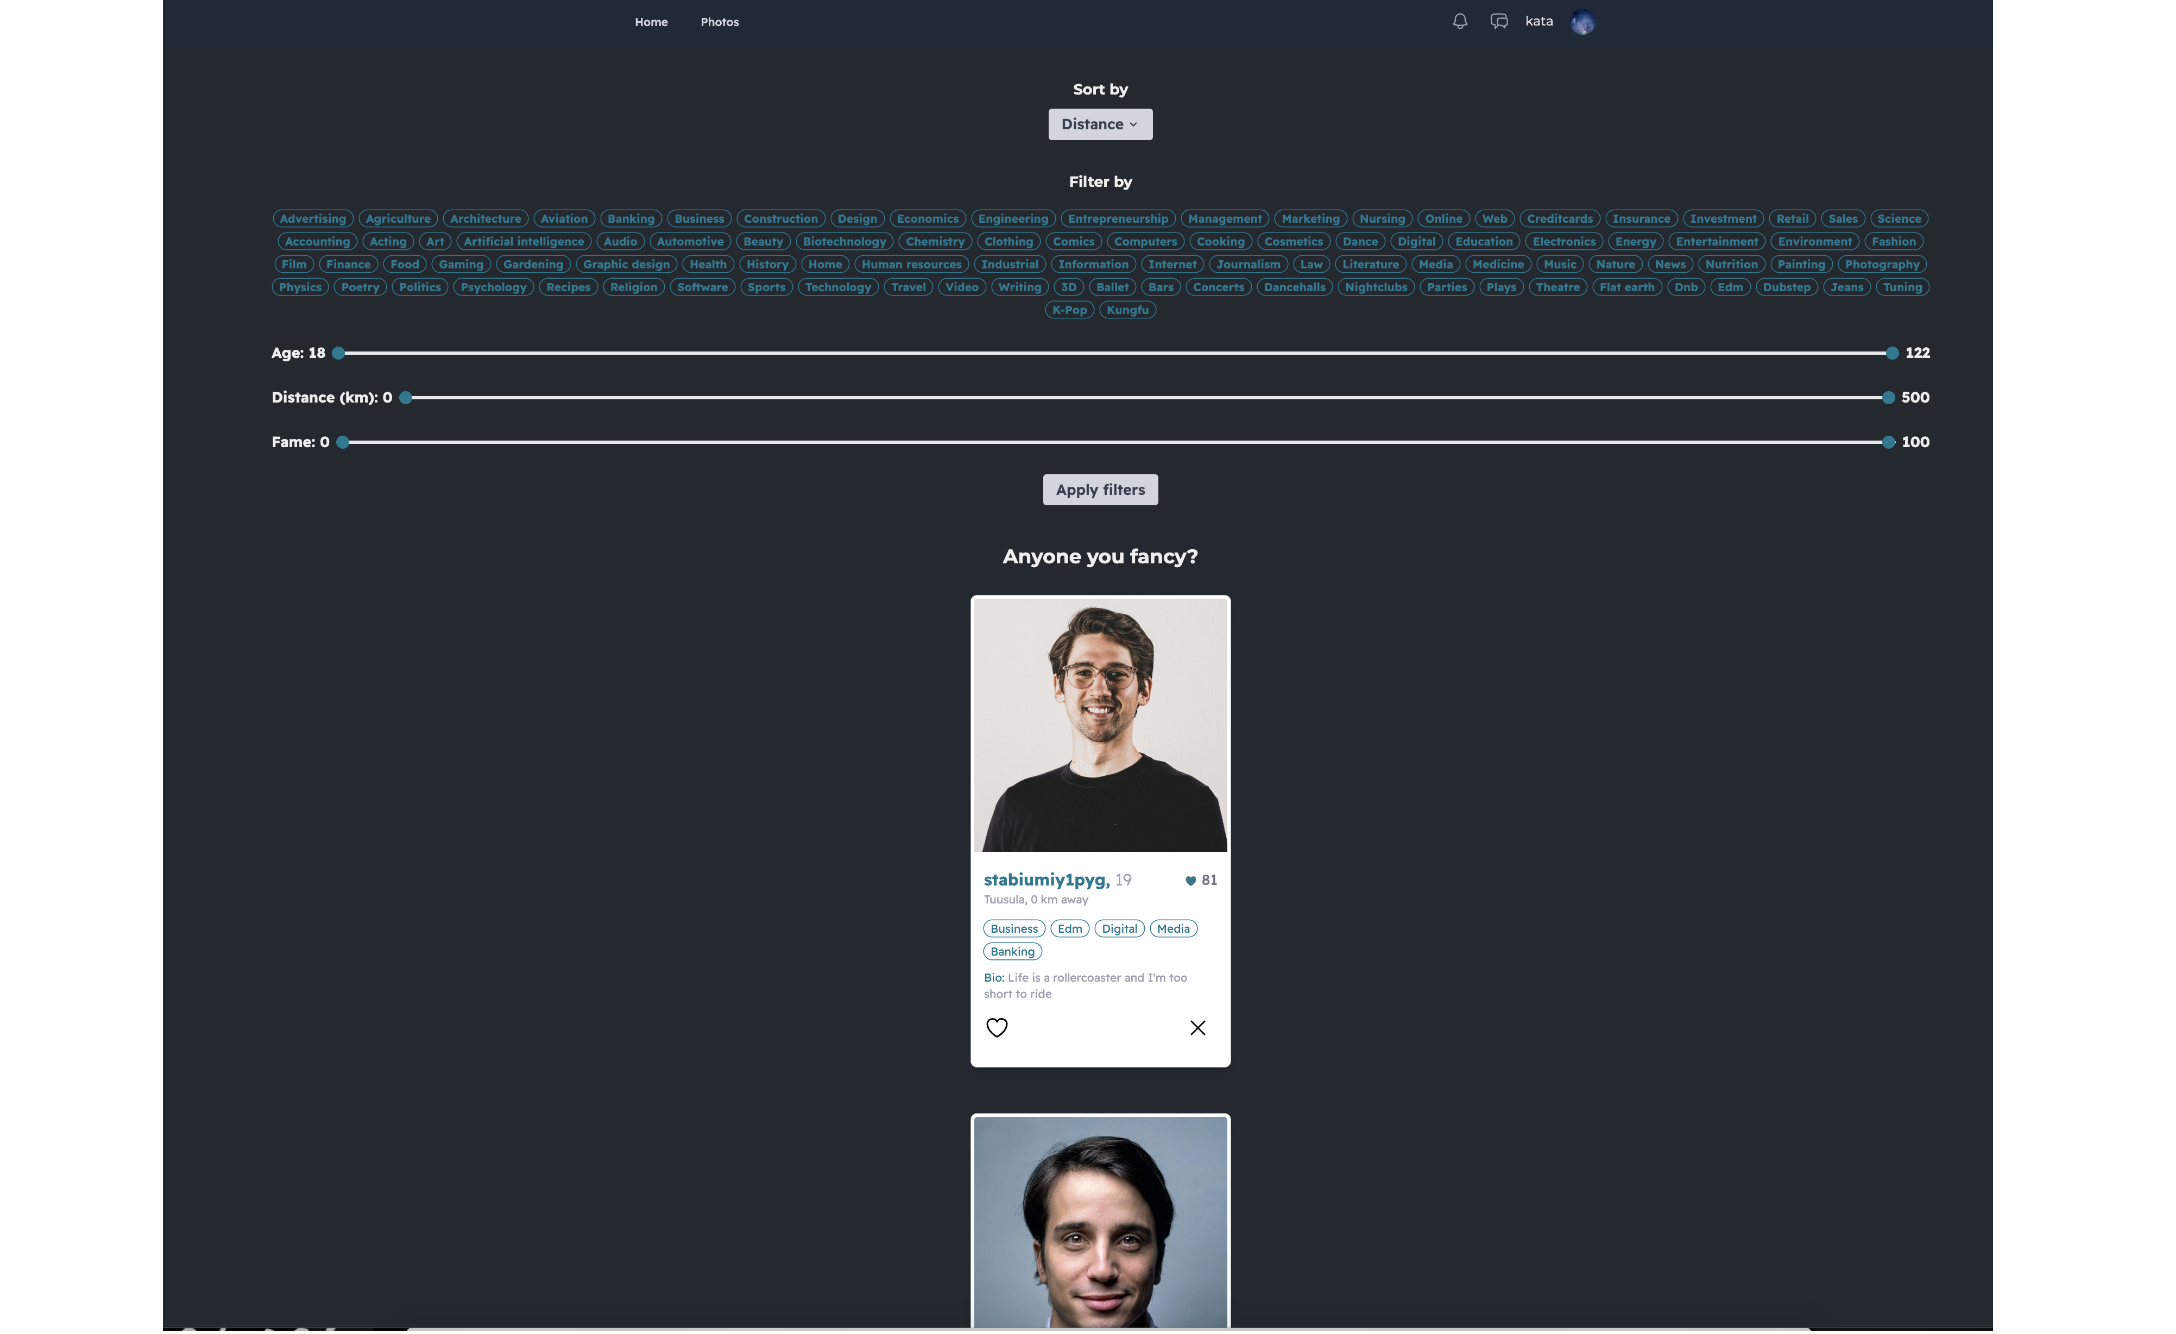 Home Photos kata
Sort by
Distance
Filter by
Advertising Agriculture Architecture Aviation Banking Business Construction Design Economics Engineering Entrepreneurship Management Marketing Nursing Online Web Creditcards Insurance Investment Retail Sales Science
Accounting Acting Art Artificial intelligence Audio Automotive Beauty Biotechnology Chemistry Clothing Comics Computers Cooking Cosmetics Dance Digital Education Electronics Energy Entertainment Environment Fashion
Film Finance Food Gaming Gardening Graphic design Health History Home Human resources Industrial Information Internet Journalism Law Literature Media Medicine Music Nature News Nutrition Painting Photography
Physics Poetry Politics Psychology Recipes Religion Software Sports Technology Travel Video Writing 3D Ballet Bars Concerts Dancehalls Nightclubs Parties Plays Theatre Flat earth Dnb Edm Dubstep Jeans Tuning
K-Pop Kungfu
Age: 18 122
Distance (km): 0 500
Fame: 0 100
Apply filters
Anyone you fancy?
stabiumiy1pyg, 19 81
Tuusula, 0 km away
Business Edm Digital Media
Banking
Bio: Life is a rollercoaster and I'm too
short to ride